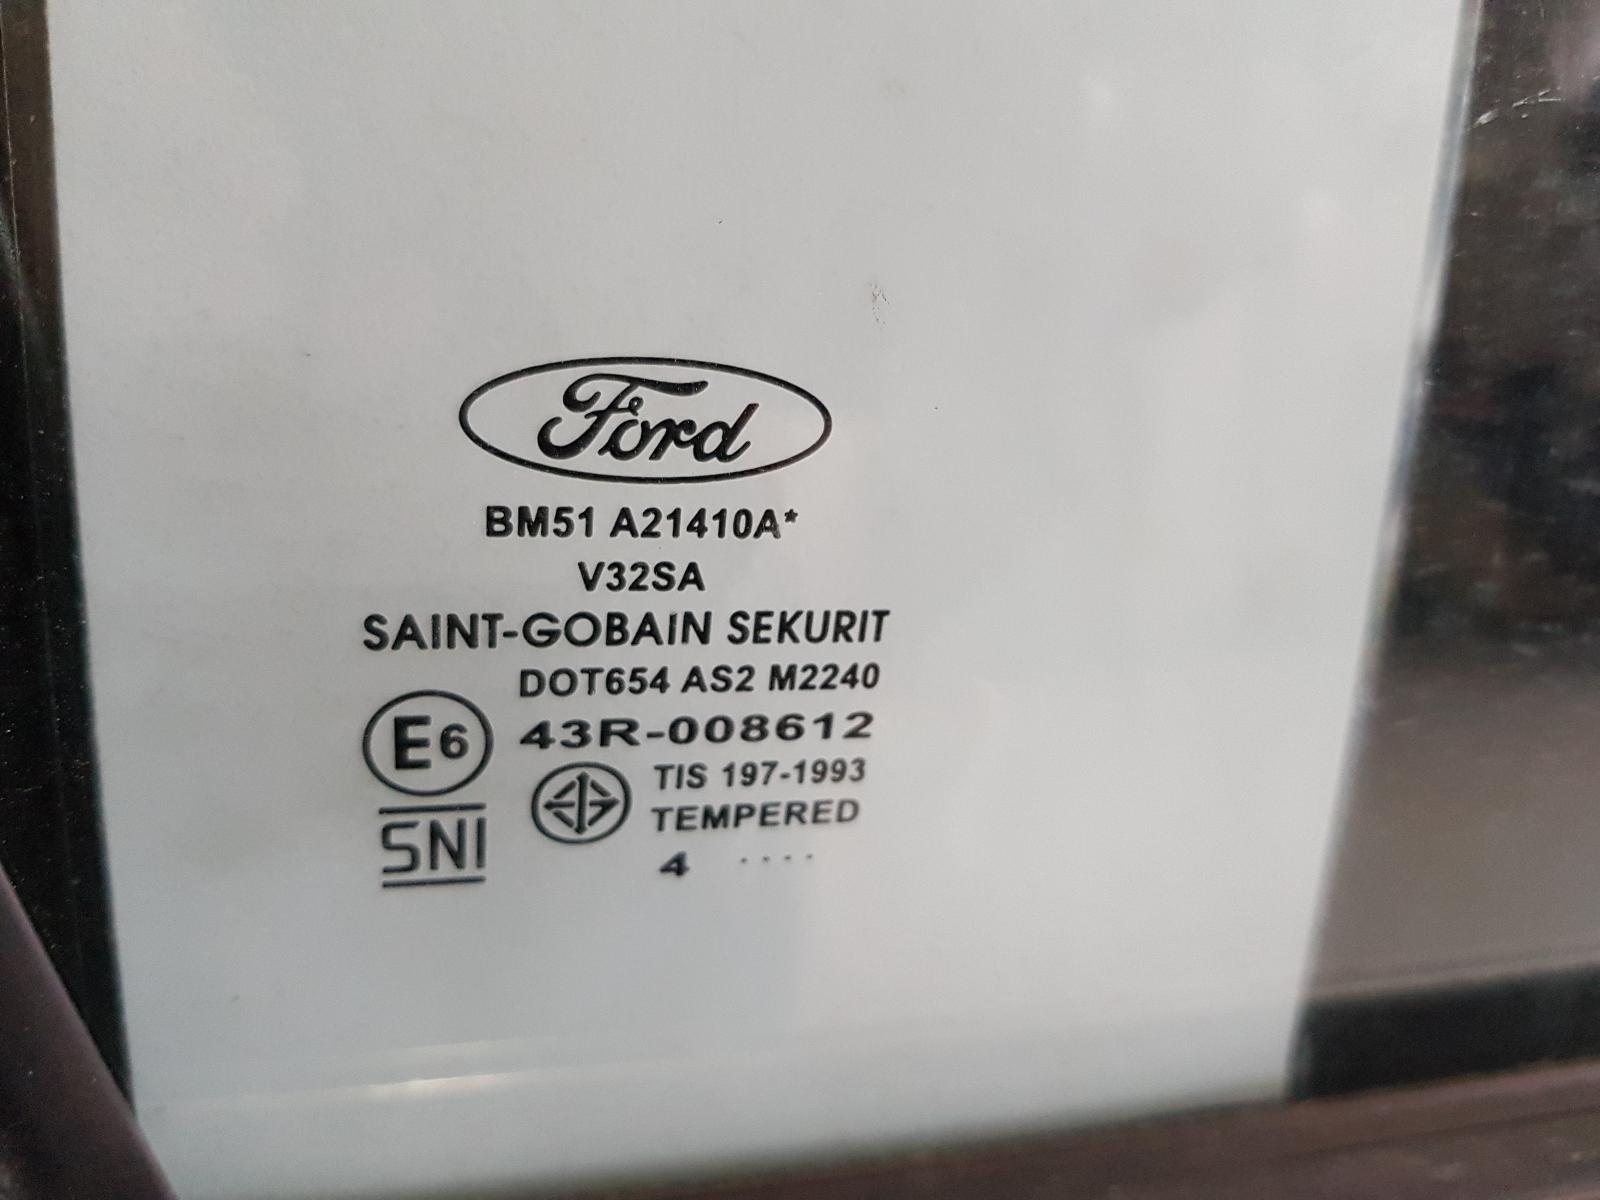 Ford
BM51 A21410A*
V32SA
SAINT-GOBAIN SEKURIT
DOT654 AS2 M2240
E6 43R-008612
TIS 197-1993
TEMPERED
SNI
4 ....